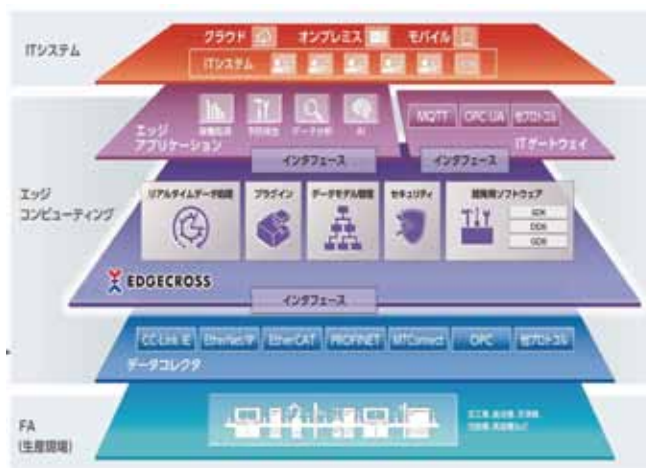 ITシステム
クラウド オンプレミス モバイル
ITシステム
エッジ
アプリケーション
データ分析 AI
MQTT OPC UA 他プロトコル
ITゲートウェイ
インタフェース インタフェース
エッジ
コンピューティング
リアルタイムデータ処理 プラグイン データモデル管理 セキュリティ 開発用ソフトウェア
EDGECROSS
インタフェース
CC-Link IE EtherNet/IP EtherCAT PROFINET MTConnect OPC 他プロトコル
データコレクタ
FA
(生産現場)